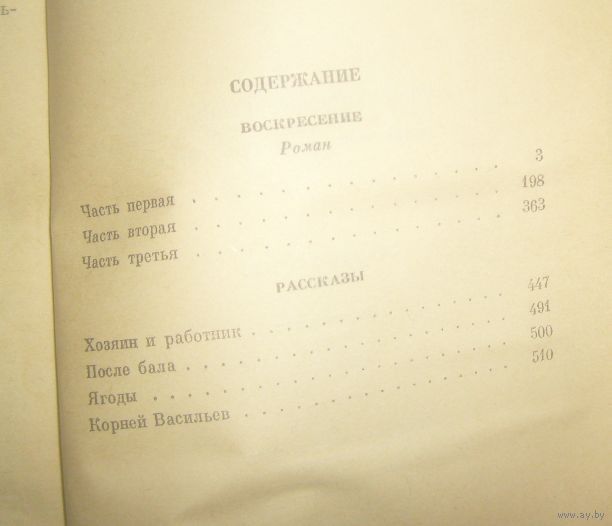 ь-
СОДЕРЖАНИЕ
ВОСКРЕСЕНИЕ
Роман
Часть первая . . . . . . . . . . . . . . 3
Часть вторая . . . . . . . . . . . . . . 198
Часть третья . . . . . . . . . . . . . . 363
РАССКАЗЫ
Хозяин и работник . . . . . . . . . . . 447
После бала . . . . . . . . . . . . . . 491
Ягоды . . . . . . . . . . . . . . . . 500
Корней Васильев . . . . . . . . . . . . 510
www.ay.by